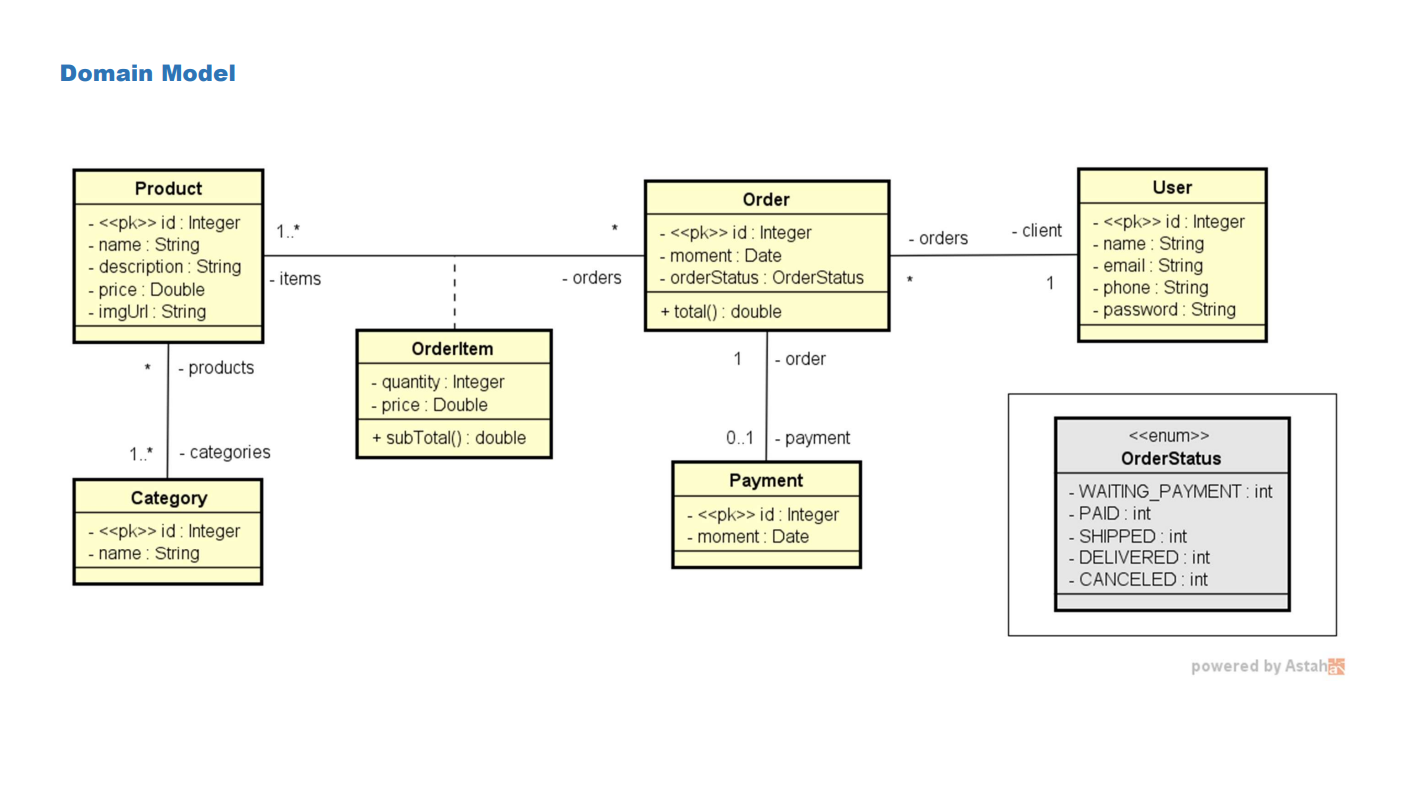 Domain Model
Product
- <<pk>> id : Integer
- name : String
- description : String
- price : Double
- imgUrl : String
1..*
- items
*
- orders
Order
- <<pk>> id : Integer
- moment : Date
- orderStatus : OrderStatus
+ total() : double
- orders
*
- client
1
User
- <<pk>> id : Integer
- name : String
- email : String
- phone : String
- password : String
* - products
1..* - categories
OrderItem
- quantity : Integer
- price : Double
+ subTotal() : double
1 - order
0..1 - payment
Category
- <<pk>> id : Integer
- name : String
Payment
- <<pk>> id : Integer
- moment : Date
<<enum>>
OrderStatus
- WAITING_PAYMENT : int
- PAID : int
- SHIPPED : int
- DELIVERED : int
- CANCELED : int
powered by Astah